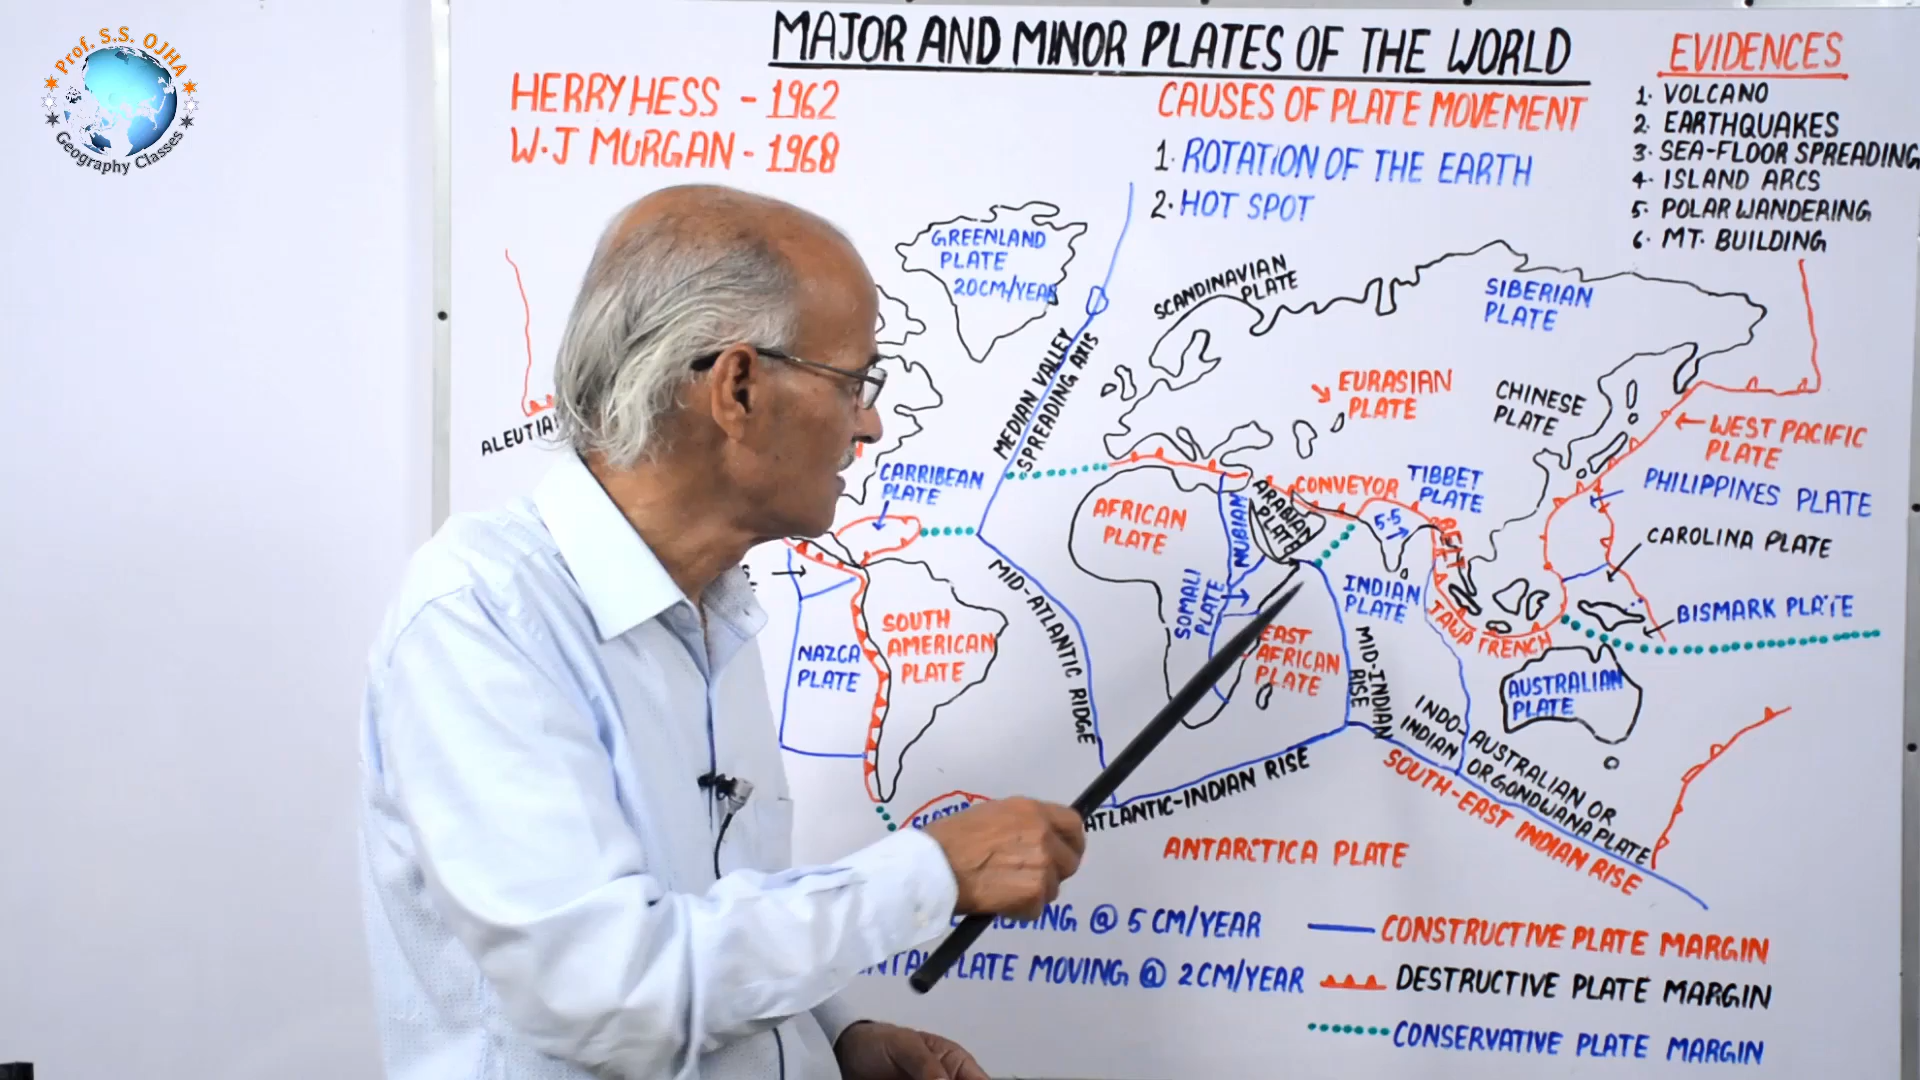 Prof. S.S. OJHA
Geography Classes
MAJOR AND MINOR PLATES OF THE WORLD
HERRY HESS - 1962
W.J MURGAN - 1968
CAUSES OF PLATE MOVEMENT
1. ROTATION OF THE EARTH
2. HOT SPOT
EVIDENCES
1. VOLCANO
2. EARTHQUAKES
3. SEA-FLOOR SPREADING
4. ISLAND ARCS
5. POLAR WANDERING
6. MT. BUILDING
GREENLAND
PLATE
20CM/YEAR
SCANDINAVIAN
PLATE
SIBERIAN
PLATE
MEDIAN VALLEY
SPREADING AXIS
EURASIAN
PLATE
CHINESE
PLATE
WEST PACIFIC
PLATE
CARRIBEAN
PLATE
CONVEYOR
BELT
TIBBET
PLATE
PHILIPPINES PLATE
AFRICAN
PLATE
NUBIAN
ARABIAN
PLATE
5.5
CAROLINA PLATE
MID-ATLANTIC RIDGE
SOMALI
PLATE
INDIAN
PLATE
BISMARK PLATE
JAWA TRENCH
SOUTH
AMERICAN
PLATE
NAZCA
PLATE
EAST
AFRICAN
PLATE
MID-INDIAN
RISE
AUSTRALIAN
PLATE
INDO-AUSTRALIAN OR
INDIAN OR GONDWANA PLATE
ATLANTIC-INDIAN RISE
SOUTH-EAST INDIAN RISE
ANTARCTICA PLATE
MOVING @ 5 CM/YEAR
PLATE MOVING @ 2CM/YEAR
CONSTRUCTIVE PLATE MARGIN
DESTRUCTIVE PLATE MARGIN
CONSERVATIVE PLATE MARGIN